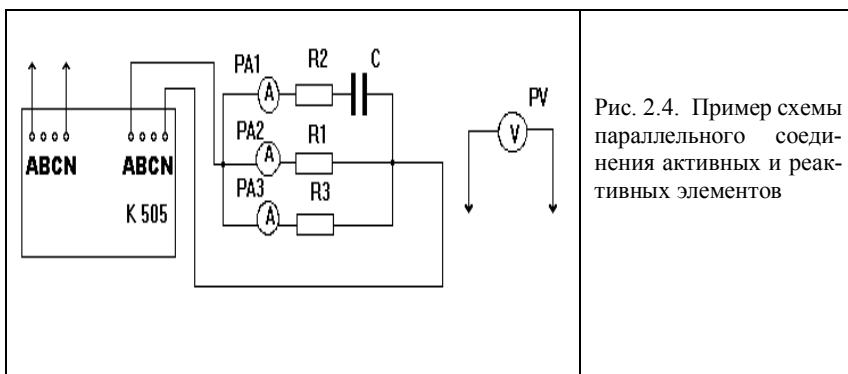 PA1
R2
C
A
PA2
R1
A
PA3
R3
A
ABCN
ABCN
K 505
PV
V
Рис. 2.4. Пример схемы
параллельного соеди-
нения активных и реак-
тивных элементов